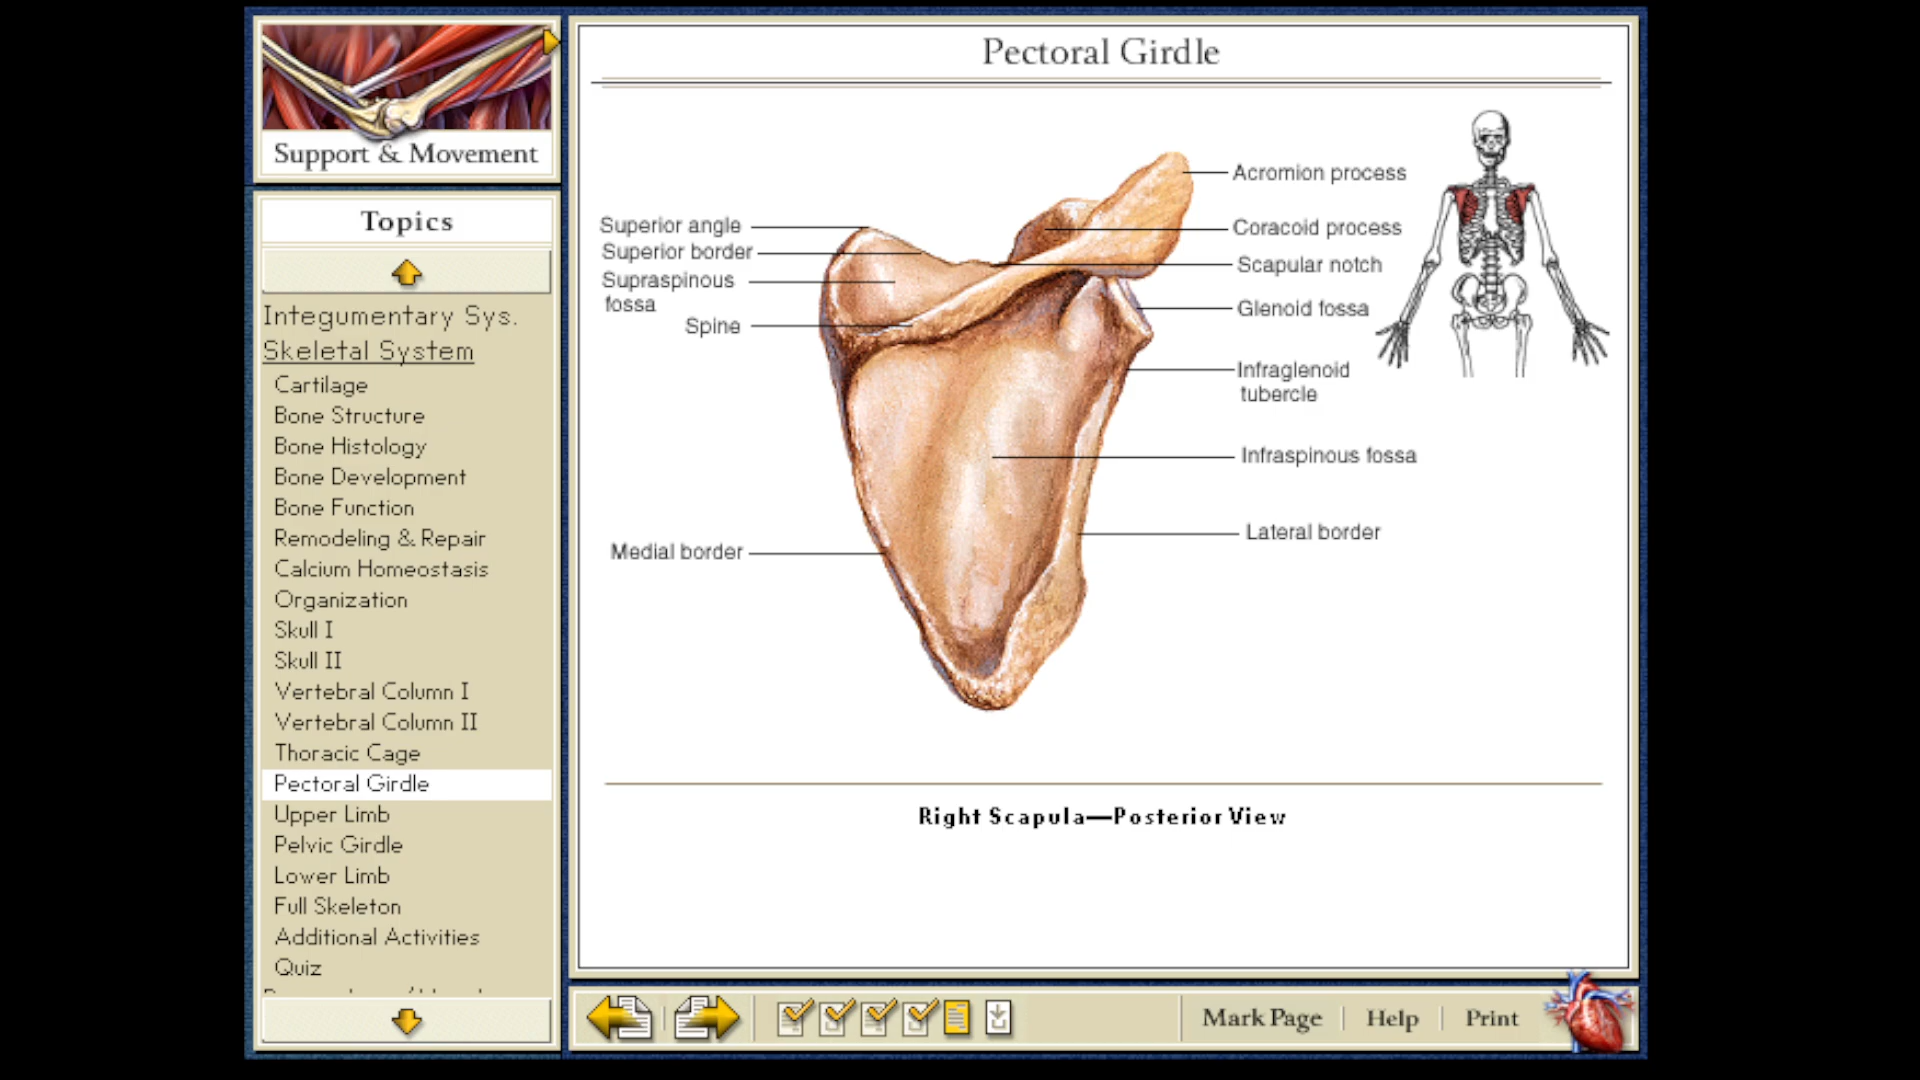 Support & Movement
Topics
Integumentary Sys.
Skeletal System
Cartilage
Bone Structure
Bone Histology
Bone Development
Bone Function
Remodeling & Repair
Calcium Homeostasis
Organization
Skull I
Skull II
Vertebral Column I
Vertebral Column II
Thoracic Cage
Pectoral Girdle
Upper Limb
Pelvic Girdle
Lower Limb
Full Skeleton
Additional Activities
Quiz
Pectoral Girdle
Superior angle
Superior border
Supraspinous
fossa
Spine
Medial border
Acromion process
Coracoid process
Scapular notch
Glenoid fossa
Infraglenoid
tubercle
Infraspinous fossa
Lateral border
Right Scapula—Posterior View
Mark Page
Help
Print